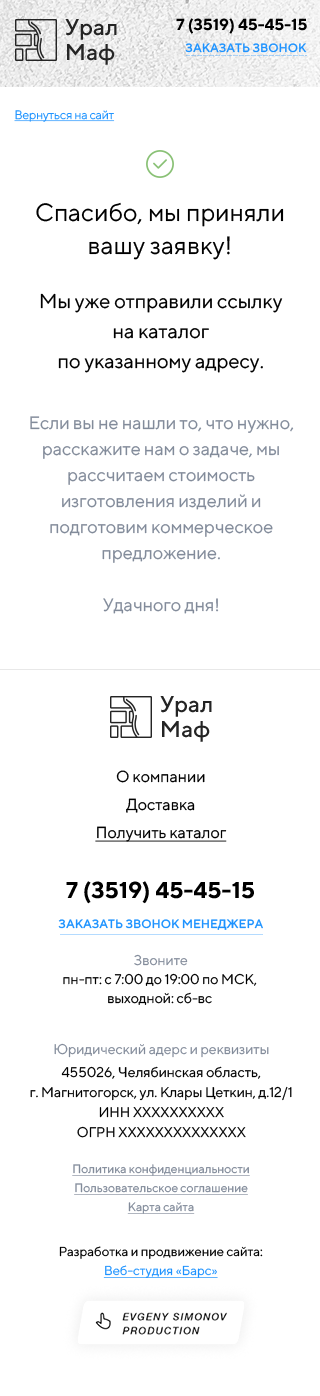 Урал
Маф
7 (3519) 45-45-15
ЗАКАЗАТЬ ЗВОНОК
Вернуться на сайт
Спасибо, мы приняли
вашу заявку!
Мы уже отправили ссылку
на каталог
по указанному адресу.
Если вы не нашли то, что нужно,
расскажите нам о задаче, мы
рассчитаем стоимость
изготовления изделий и
подготовим коммерческое
предложение.
Удачного дня!
Урал
Маф
О компании
Доставка
Получить каталог
7 (3519) 45-45-15
ЗАКАЗАТЬ ЗВОНОК МЕНЕДЖЕРА
Звоните
пн-пт: с 7:00 до 19:00 по МСК,
выходной: сб-вс
Юридический адерс и реквизиты
455026, Челябинская область,
г. Магнитогорск, ул. Клары Цеткин, д.12/1
ИНН XXXXXXXXXX
ОГРН XXXXXXXXXXXXXX
Политика конфиденциальности
Пользовательское соглашение
Карта сайта
Разработка и продвижение сайта:
Веб-студия «Барс»
EVGENY SIMONOV
PRODUCTION